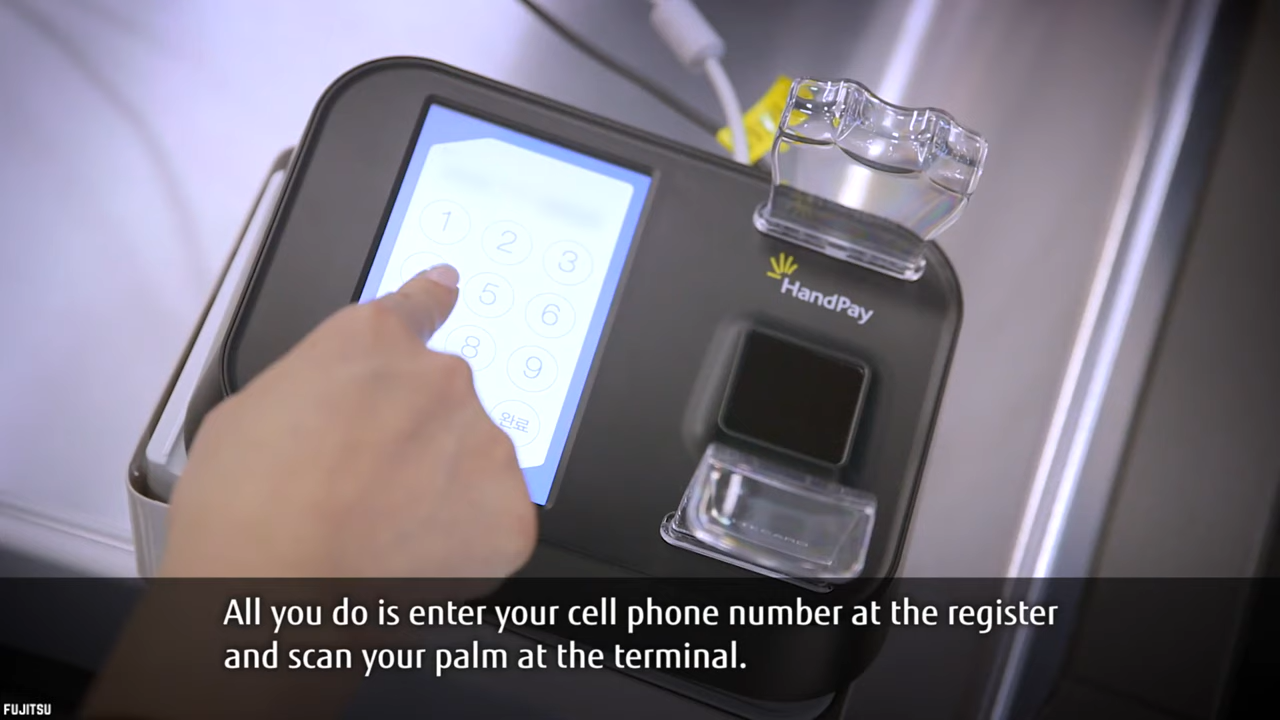 1
2
3
5
6
8
9
완료
HandPay
All you do is enter your cell phone number at the register
and scan your palm at the terminal.
FUJITSU